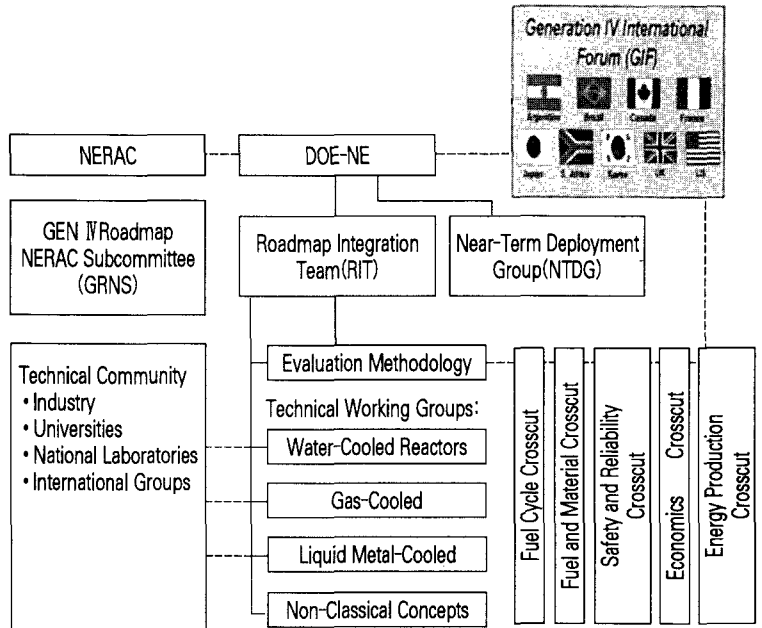 Generation IV International
Forum (GIF)
Argentina
Brazil
Canada
France
Japan
S. Africa
Korea
UK
U.S.
NERAC
DOE-NE
GEN Ⅳ Roadmap
NERAC Subcommittee
(GRNS)
Roadmap Integration
Team(RIT)
Near-Term Deployment
Group(NTDG)
Technical Community
• Industry
• Universities
• National Laboratories
• International Groups
Evaluation Methodology
Technical Working Groups:
Water-Cooled Reactors
Gas-Cooled
Liquid Metal-Cooled
Non-Classical Concepts
Fuel Cycle Crosscut
Fuel and Material Crosscut
Safety and Reliability
Crosscut
Economics Crosscut
Energy Production
Crosscut